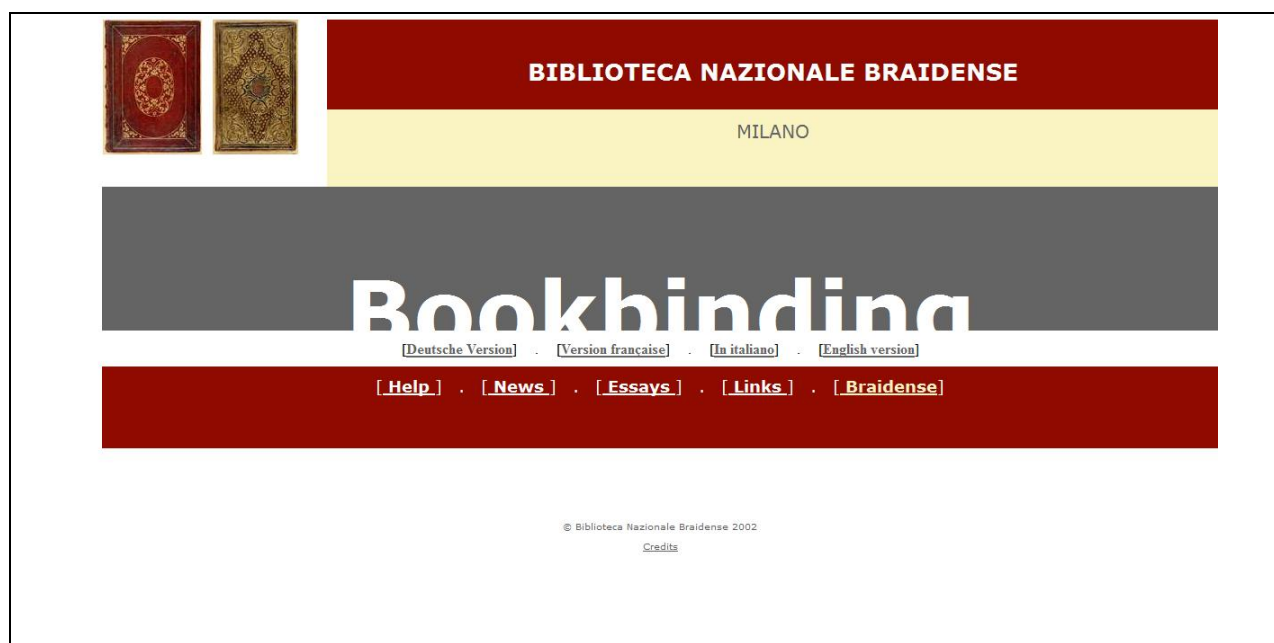 BIBLIOTECA NAZIONALE BRAIDENSE
MILANO
Bookbinding
[Deutsche Version] . [Version française] . [In italiano] . [English version]
[ Help ] . [ News ] . [ Essays ] . [ Links ] . [ Braidense]
© Biblioteca Nazionale Braidense 2002
Credits